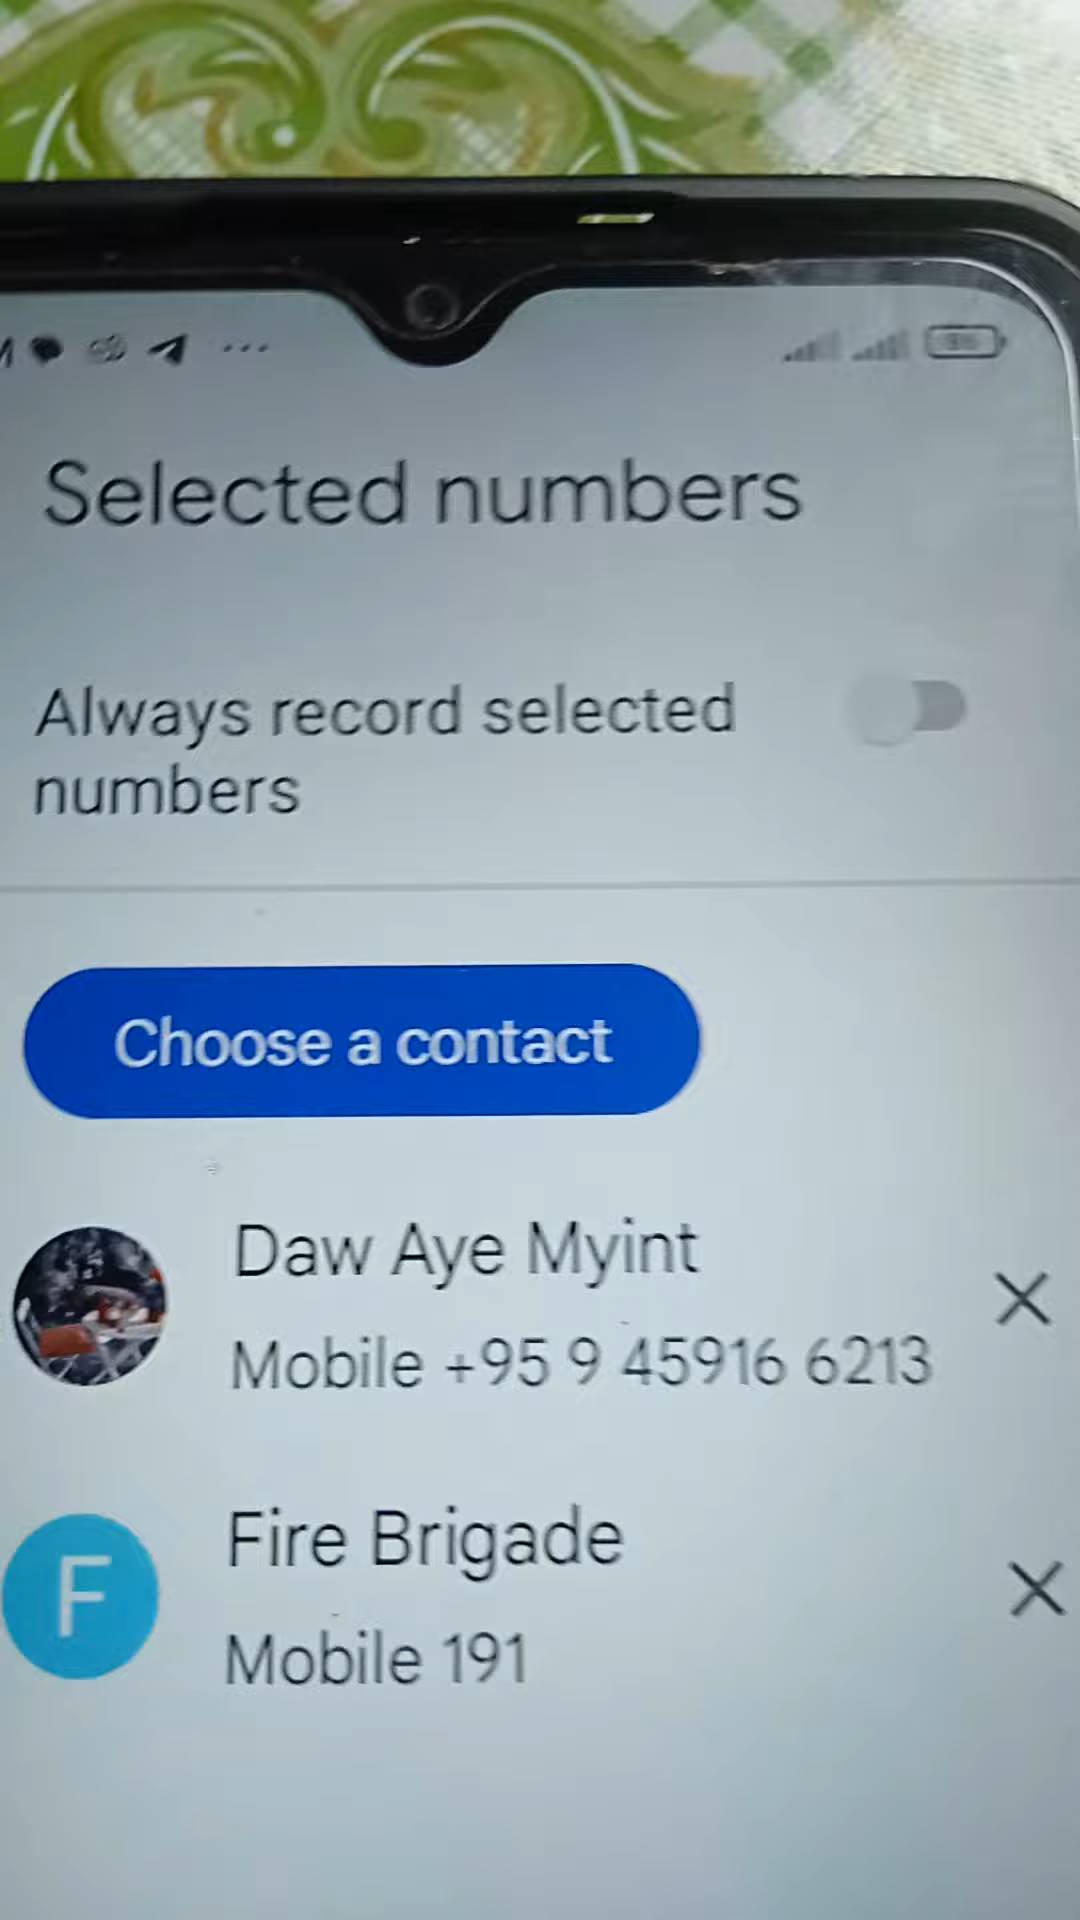 Selected numbers
Always record selected
numbers
Choose a contact
Daw Aye Myint
Mobile +95 9 45916 6213
F
Fire Brigade
Mobile 191